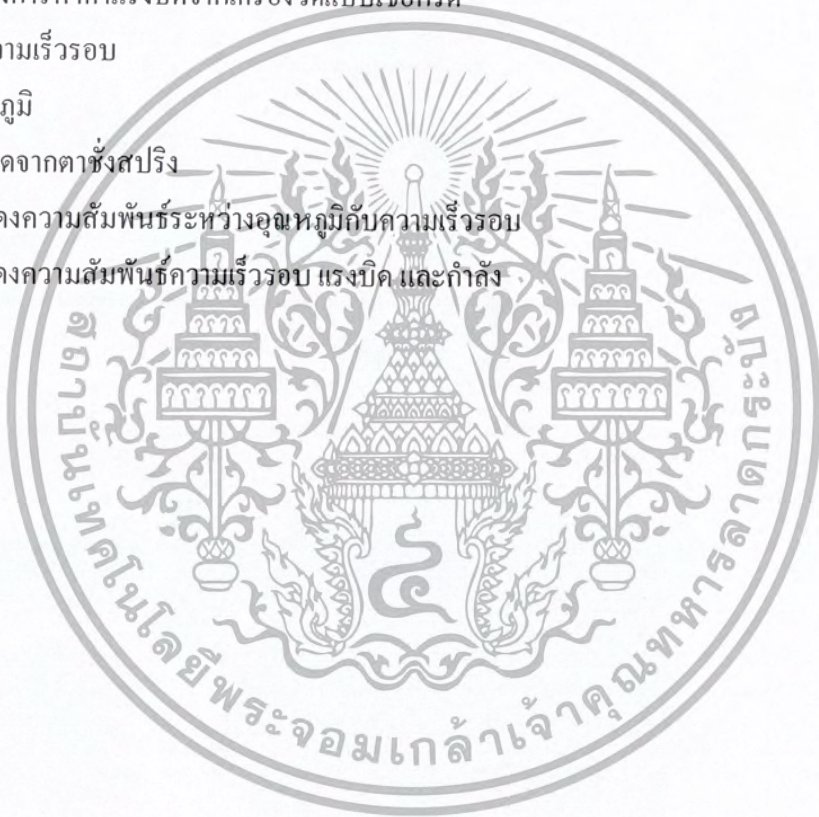 ความเร็วรอบ
ภูมิ
ดจากตาชั่งสปริง
ดงความสัมพันธ์ระหว่างอุณหภูมิกับความเร็วรอบ
ดงความสัมพันธ์ความเร็วรอบ แรงบิด และกำลัง
สถาบันเทคโนโลยีพระจอมเกล้าเจ้าคุณทหารลาดกระบัง
๕